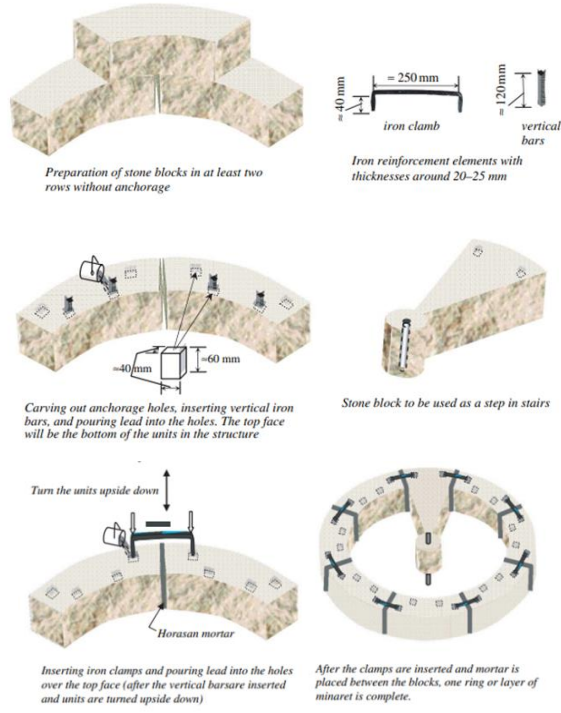 ≈ 250 mm
≈ 40 mm
≈ 120mm
iron clamb
vertical
bars
Preparation of stone blocks in at least two
rows without anchorage
Iron reinforcement elements with
thicknesses around 20–25 mm
≈60 mm
≈40 mm
Carving out anchorage holes, inserting vertical iron
bars, and pouring lead into the holes. The top face
will be the bottom of the units in the structure
Stone block to be used as a step in stairs
Turn the units upside down
Horasan mortar
Inserting iron clamps and pouring lead into the holes
over the top face (after the vertical barsare inserted
and units are turned upside down)
After the clamps are inserted and mortar is
placed between the blocks, one ring or layer of
minaret is complete.